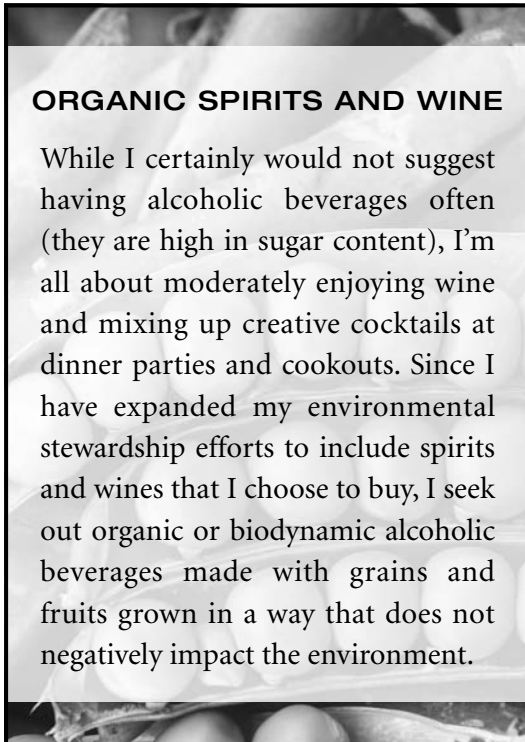 ORGANIC SPIRITS AND WINE
While I certainly would not suggest
having alcoholic beverages often
(they are high in sugar content), I'm
all about moderately enjoying wine
and mixing up creative cocktails at
dinner parties and cookouts. Since I
have expanded my environmental
stewardship efforts to include spirits
and wines that I choose to buy, I seek
out organic or biodynamic alcoholic
beverages made with grains and
fruits grown in a way that does not
negatively impact the environment.